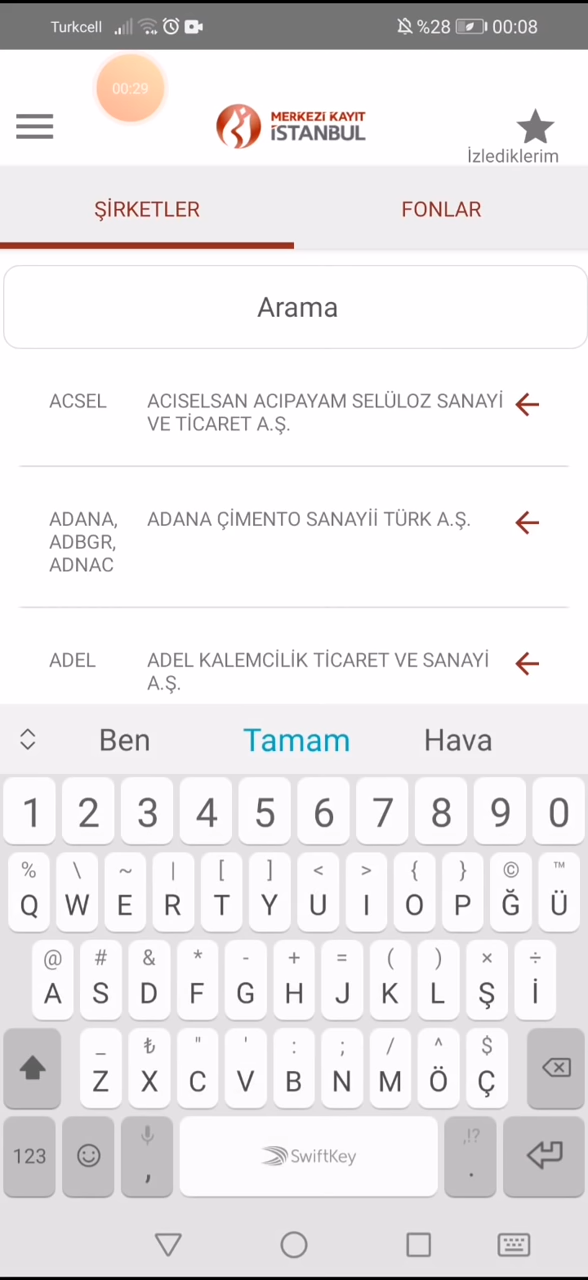 Turkcell %28 00:08
00:29
MERKEZİ KAYIT
İSTANBUL
İzlediklerim
ŞİRKETLER FONLAR
Arama
ACSEL ACISELSAN ACIPAYAM SELÜLOZ SANAYİ
VE TİCARET A.Ş.
ADANA, ADANA ÇİMENTO SANAYİİ TÜRK A.Ş.
ADBGR,
ADNAC
ADEL ADEL KALEMCİLİK TİCARET VE SANAYİ
A.Ş.
Ben Tamam Hava
1 2 3 4 5 6 7 8 9 0
% \ ~ | [ ] < > { } © ™
Q W E R T Y U I O P Ğ Ü
@ # & * - + = ( ) × ÷
A S D F G H J K L Ş İ
_ ₺ " ' : ; / ^ $
Z X C V B N M Ö Ç
123 , SwiftKey ,!? .